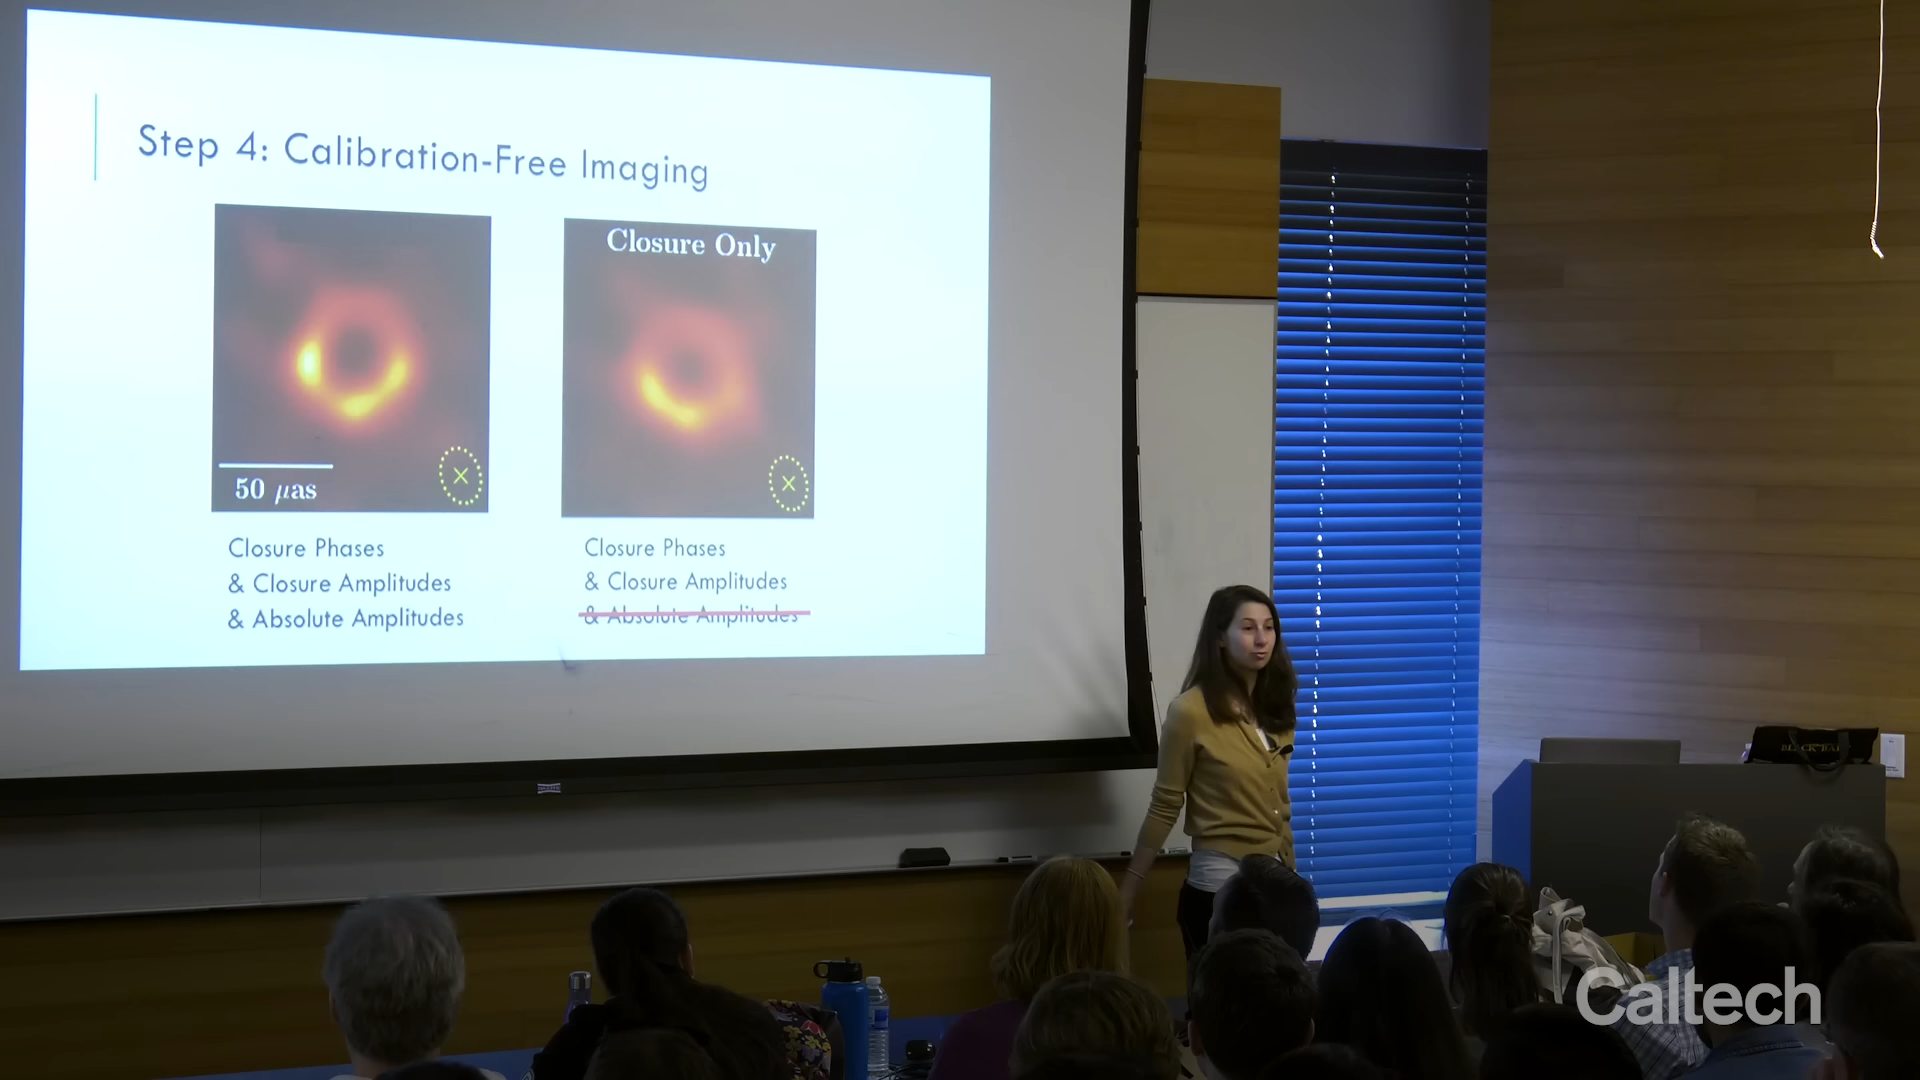 Step 4: Calibration-Free Imaging
Closure Only
50 μas
Closure Phases
& Closure Amplitudes
& Absolute Amplitudes
Closure Phases
& Closure Amplitudes
& Absolute Amplitudes
Caltech